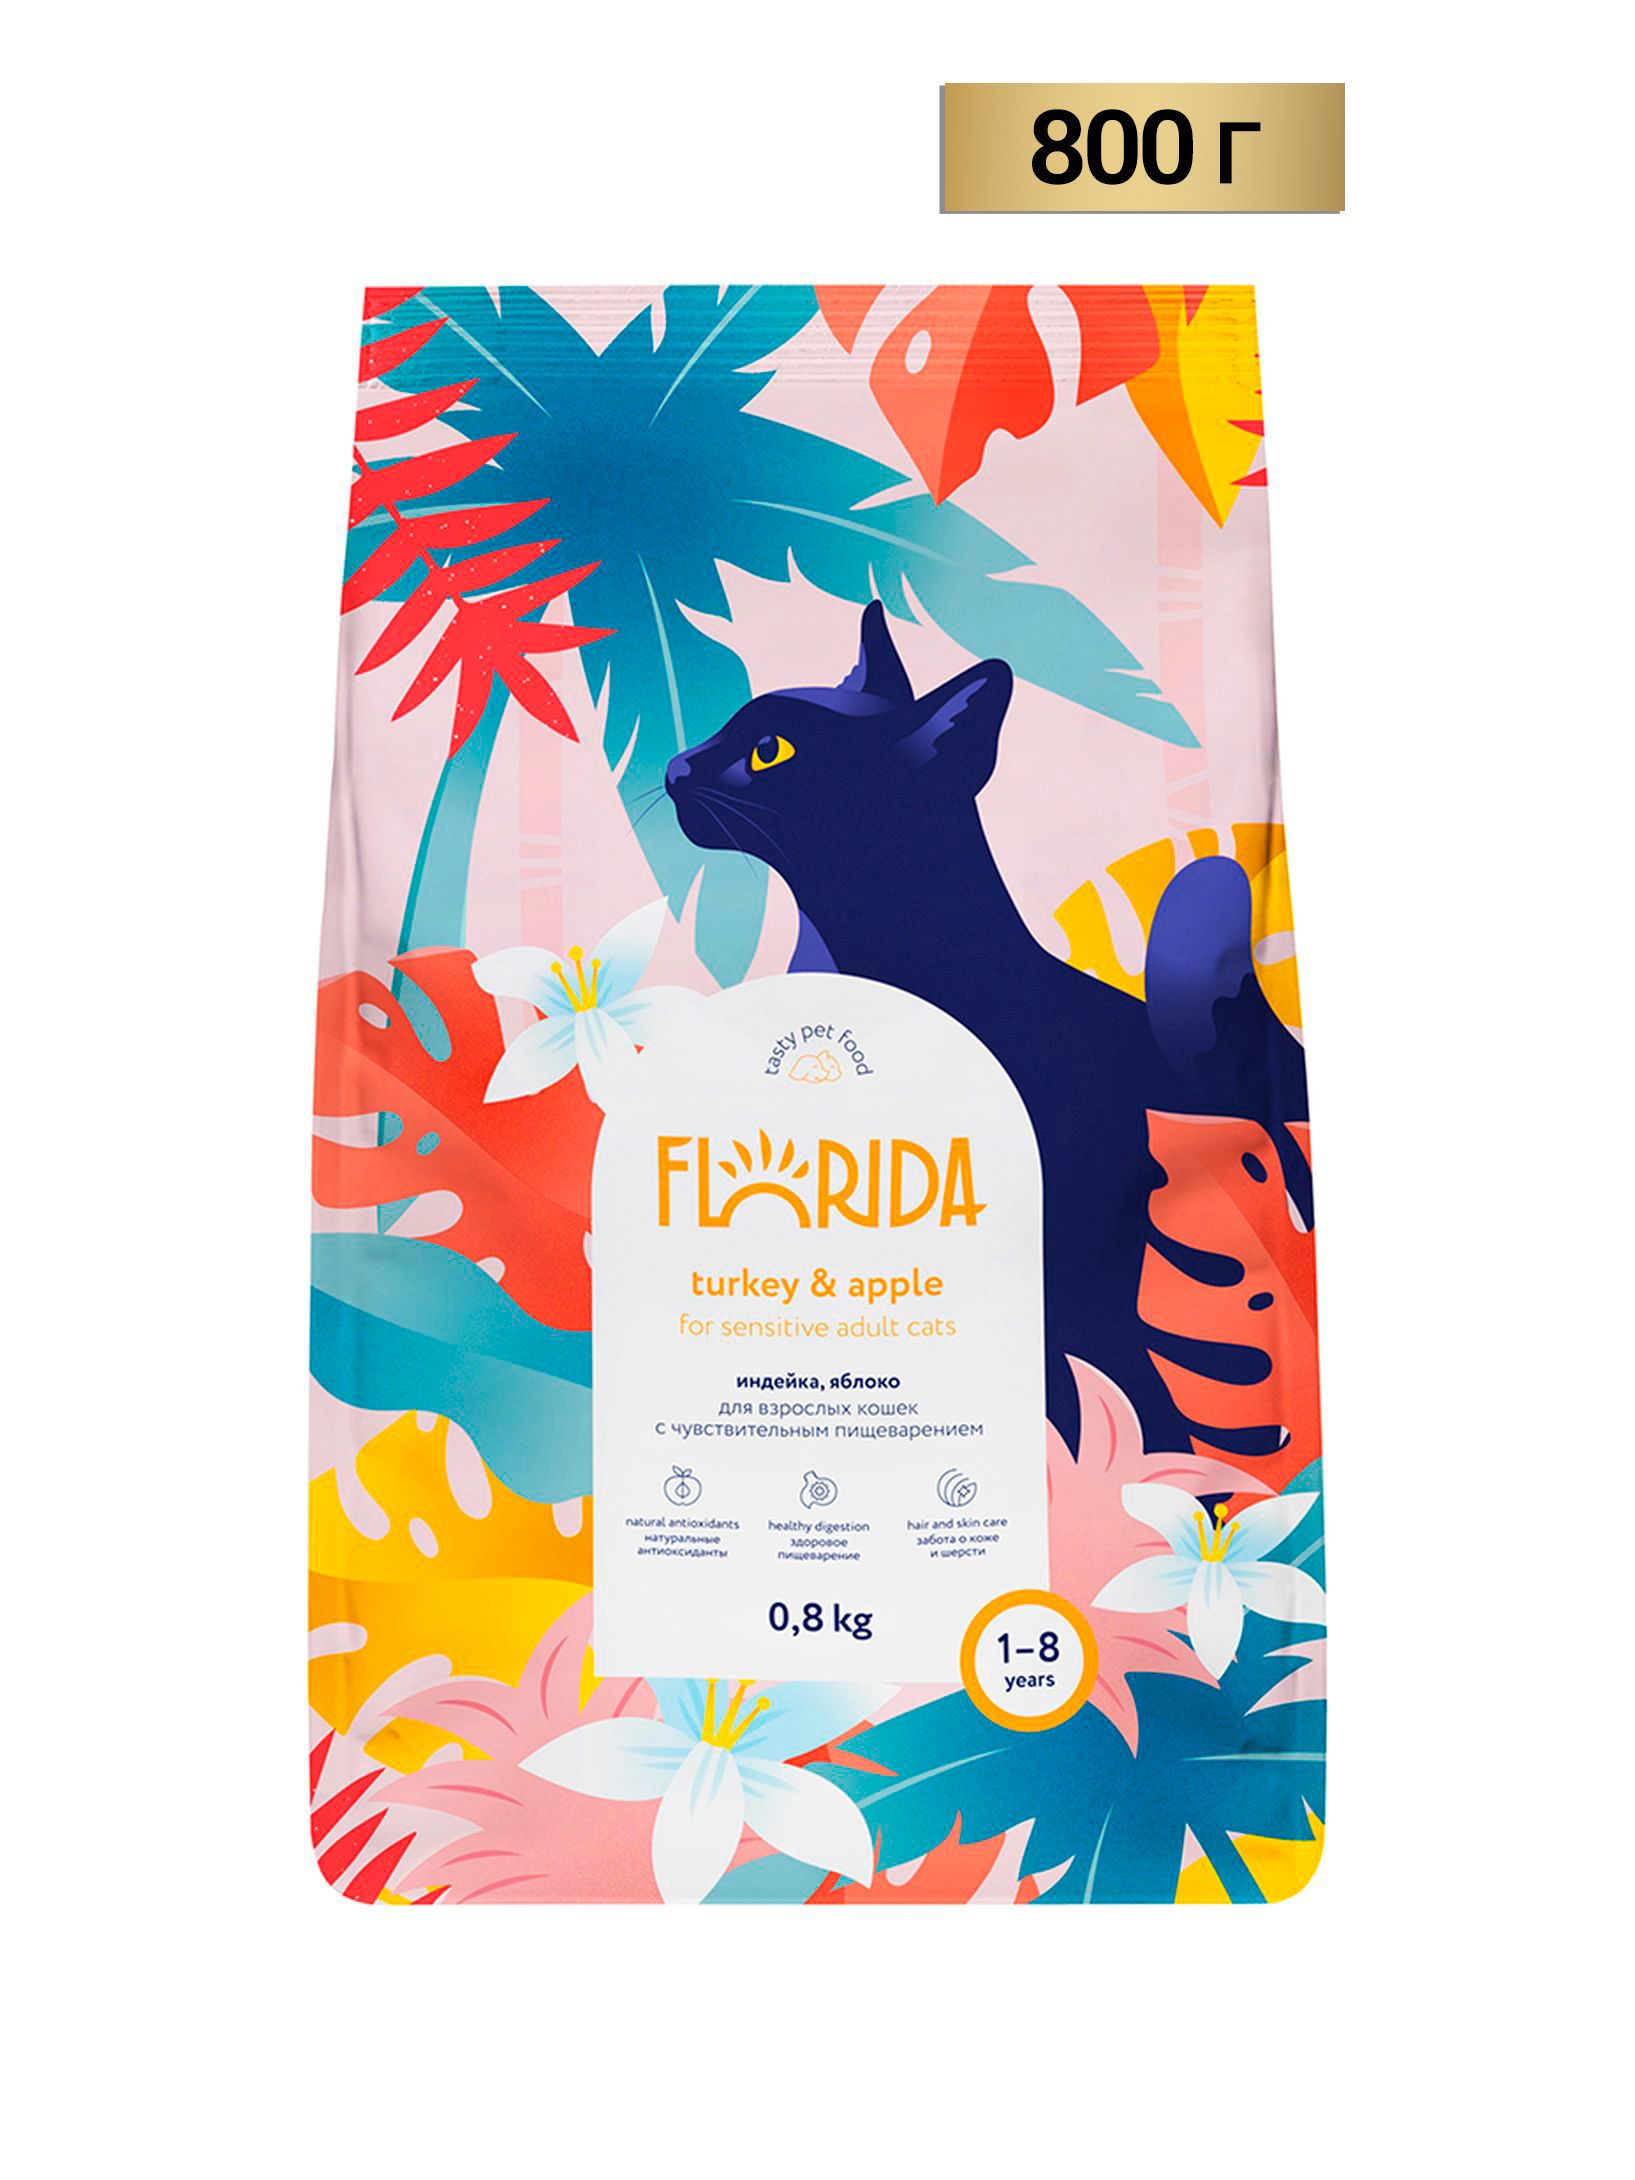 800 г
tasty pet food
FLORIDA
turkey & apple
for sensitive adult cats
индейка, яблоко
для взрослых кошек
с чувствительным пищеварением
natural antioxidants
натуральные
антиоксиданты
healthy digestion
здоровое
пищеварение
hair and skin care
забота о коже
и шерсти
0,8 kg
1–8
years